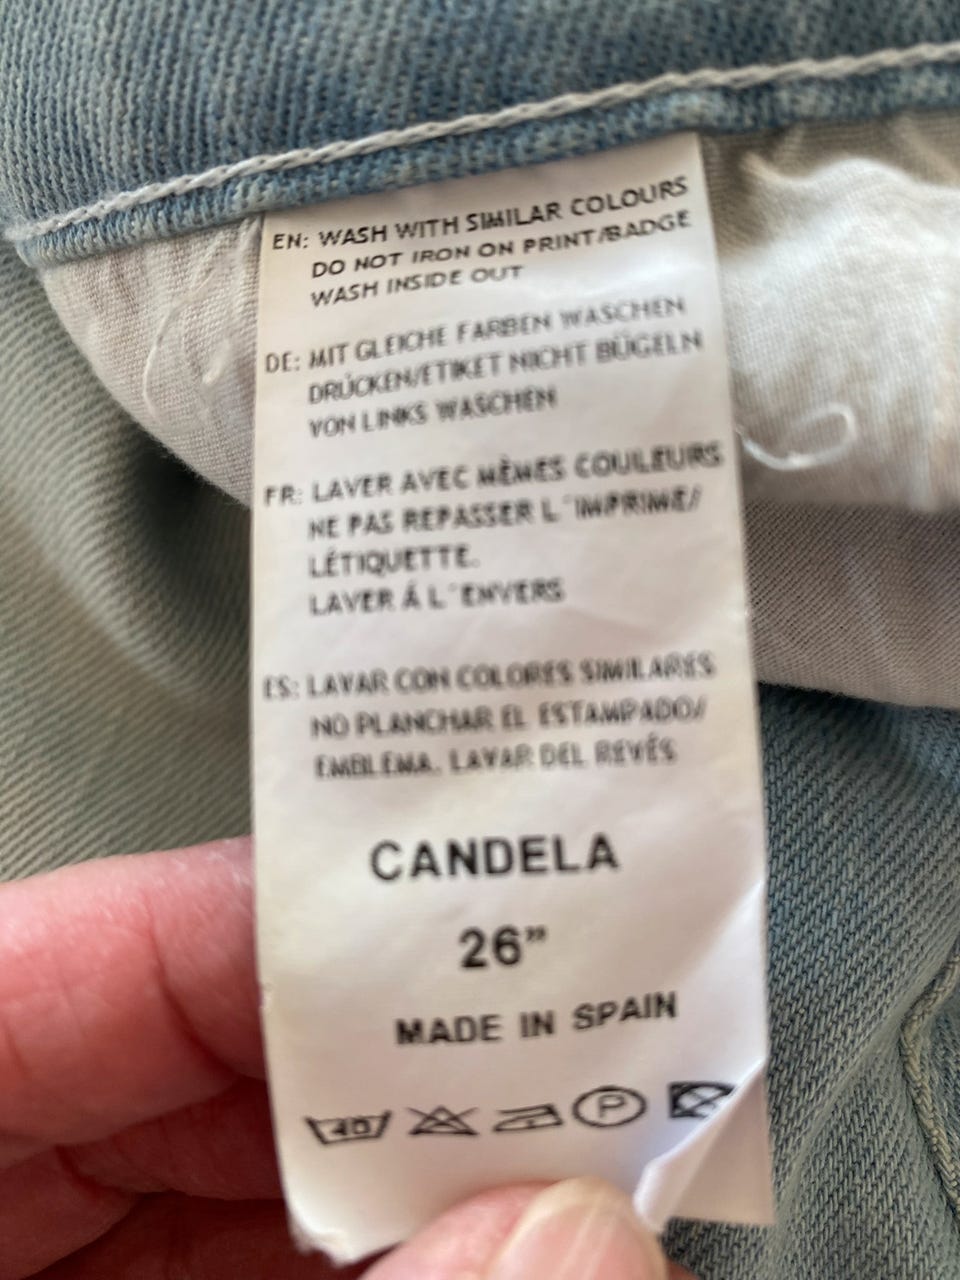 EN: WASH WITH SIMILAR COLOURS
DO NOT IRON ON PRINT/BADGE
WASH INSIDE OUT
DE: MIT GLEICHE FARBEN WASCHEN
DRÜCKEN/ETIKET NICHT BÜGELN
VON LINKS WASCHEN
FR: LAVER AVEC MÈMES COULEURS
NE PAS REPASSER L´IMPRIME/
LÉTIQUETTE.
LAVER Á L´ENVERS
ES: LAVAR CON COLORES SIMILARES
NO PLANCHAR EL ESTAMPADO/
EMBLEMA. LAVAR DEL REVÉS
CANDELA
26”
MADE IN SPAIN
40 P